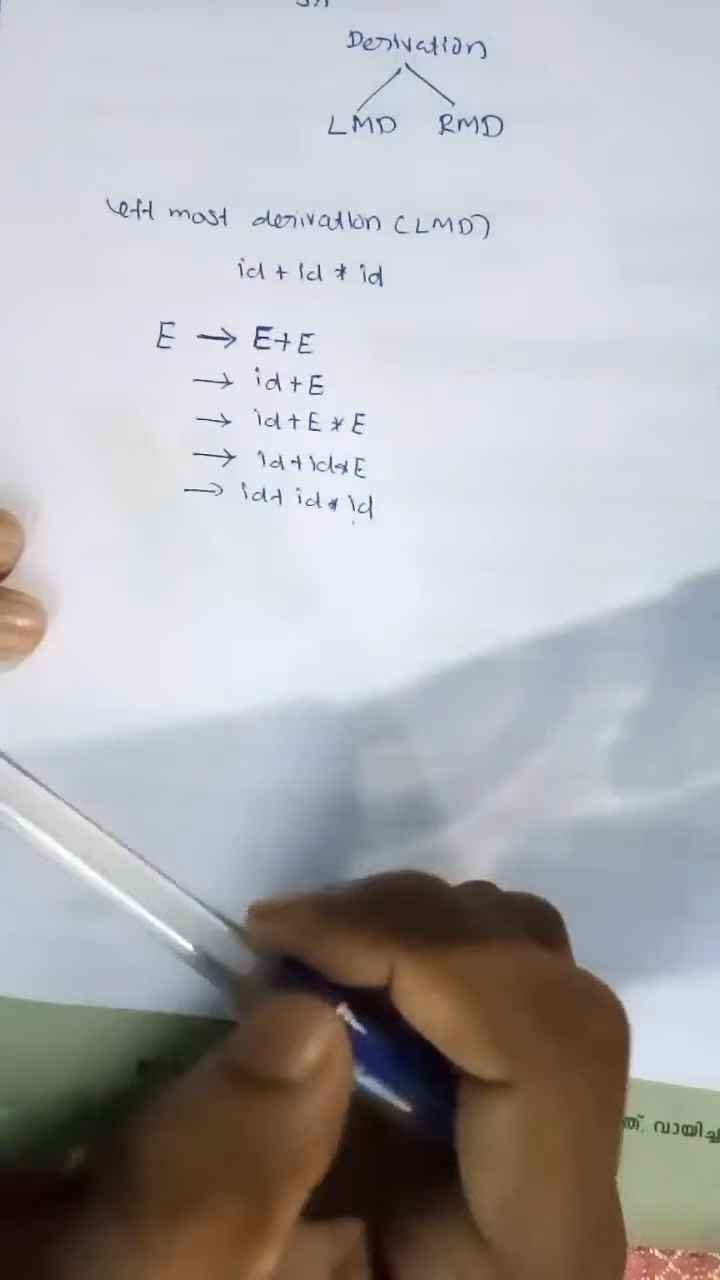 Derivation
LMD RMD
Left most derivation (LMD)
id + id * id
E → E+E
→ id+E
→ id+E*E
→ id+id*E
→ id+id*id
വായിച്ച